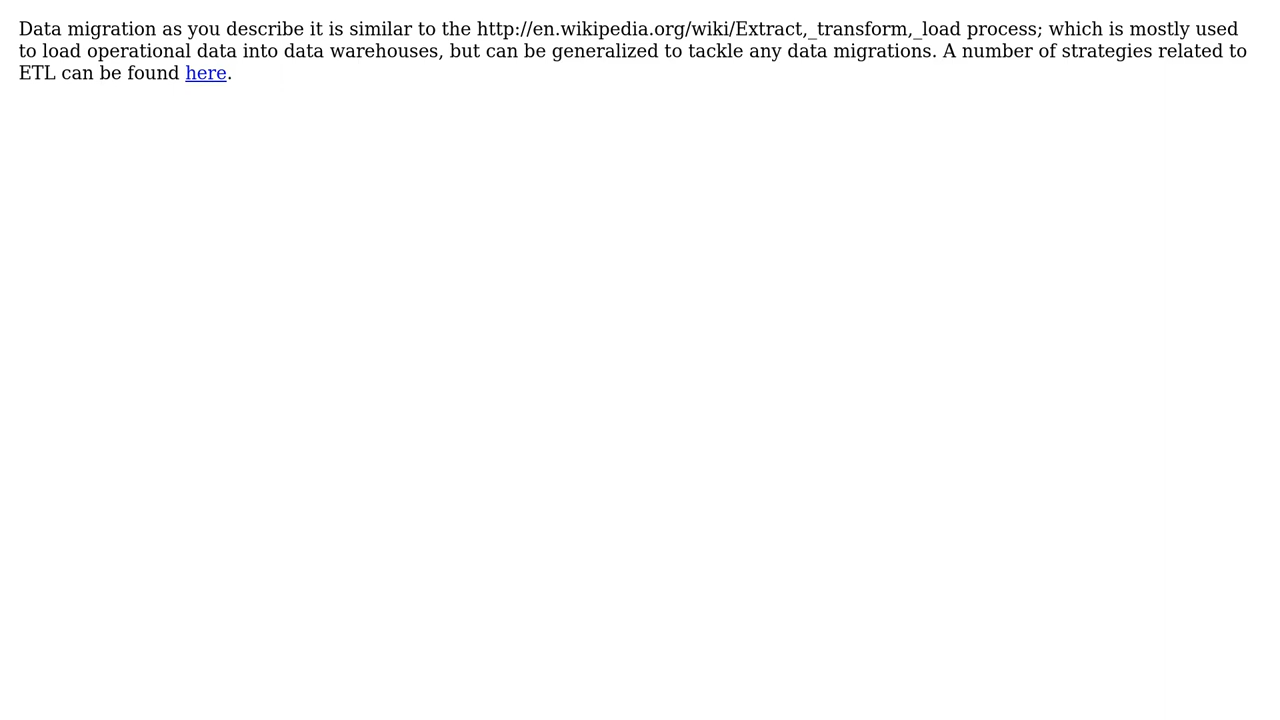 Data migration as you describe it is similar to the http://en.wikipedia.org/wiki/Extract,_transform,_load process; which is mostly used
to load operational data into data warehouses, but can be generalized to tackle any data migrations. A number of strategies related to
ETL can be found here.